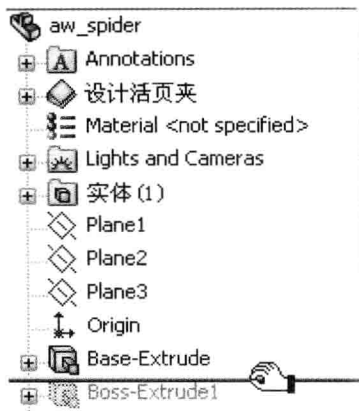 aw_spider
Annotations
设计活页夹
Material <not specified>
Lights and Cameras
实体(1)
Plane1
Plane2
Plane3
Origin
Base-Extrude
Boss-Extrude1